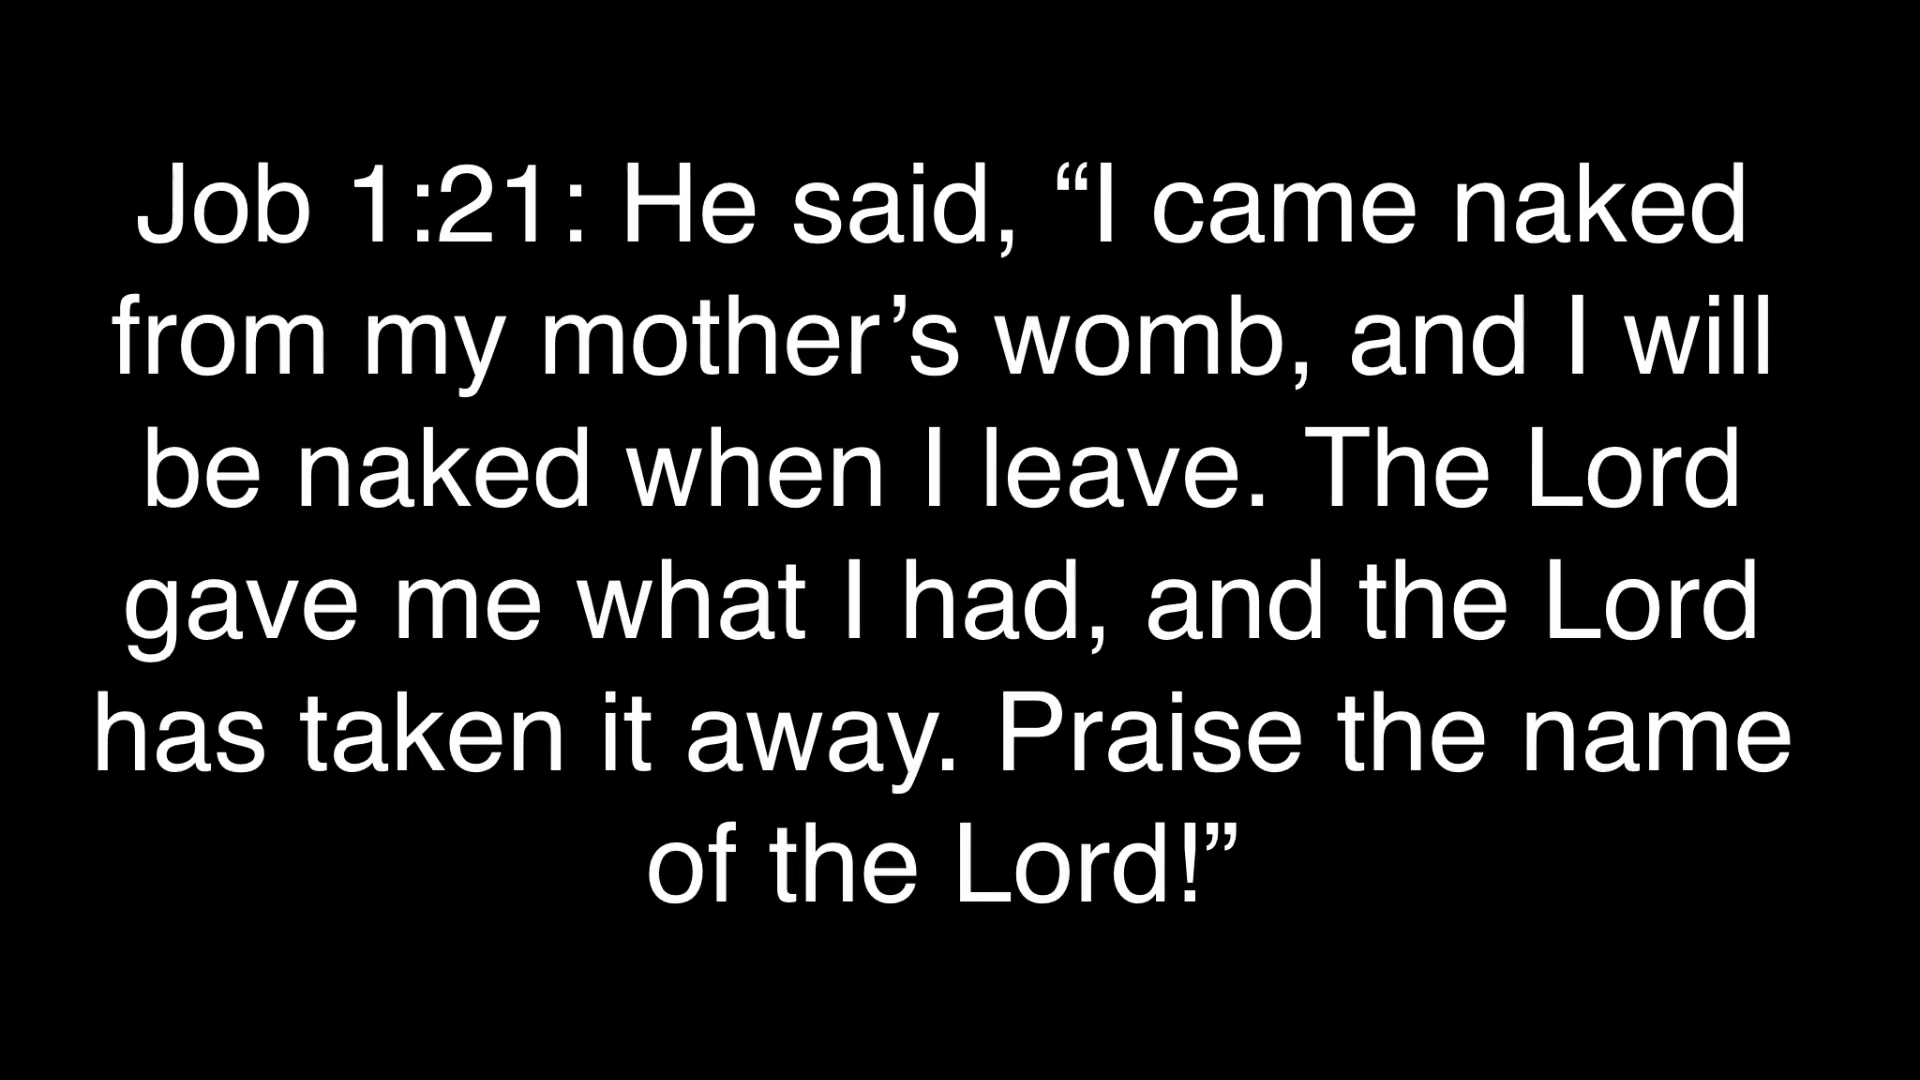 Job 1:21: He said, “I came naked
from my mother’s womb, and I will
be naked when I leave. The Lord
gave me what I had, and the Lord
has taken it away. Praise the name
of the Lord!”